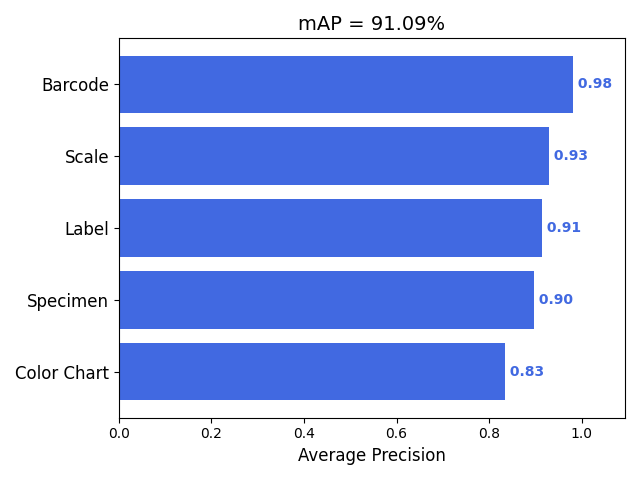 mAP = 91.09%
Barcode 0.98
Scale 0.93
Label 0.91
Specimen 0.90
Color Chart 0.83
0.0 0.2 0.4 0.6 0.8 1.0
Average Precision